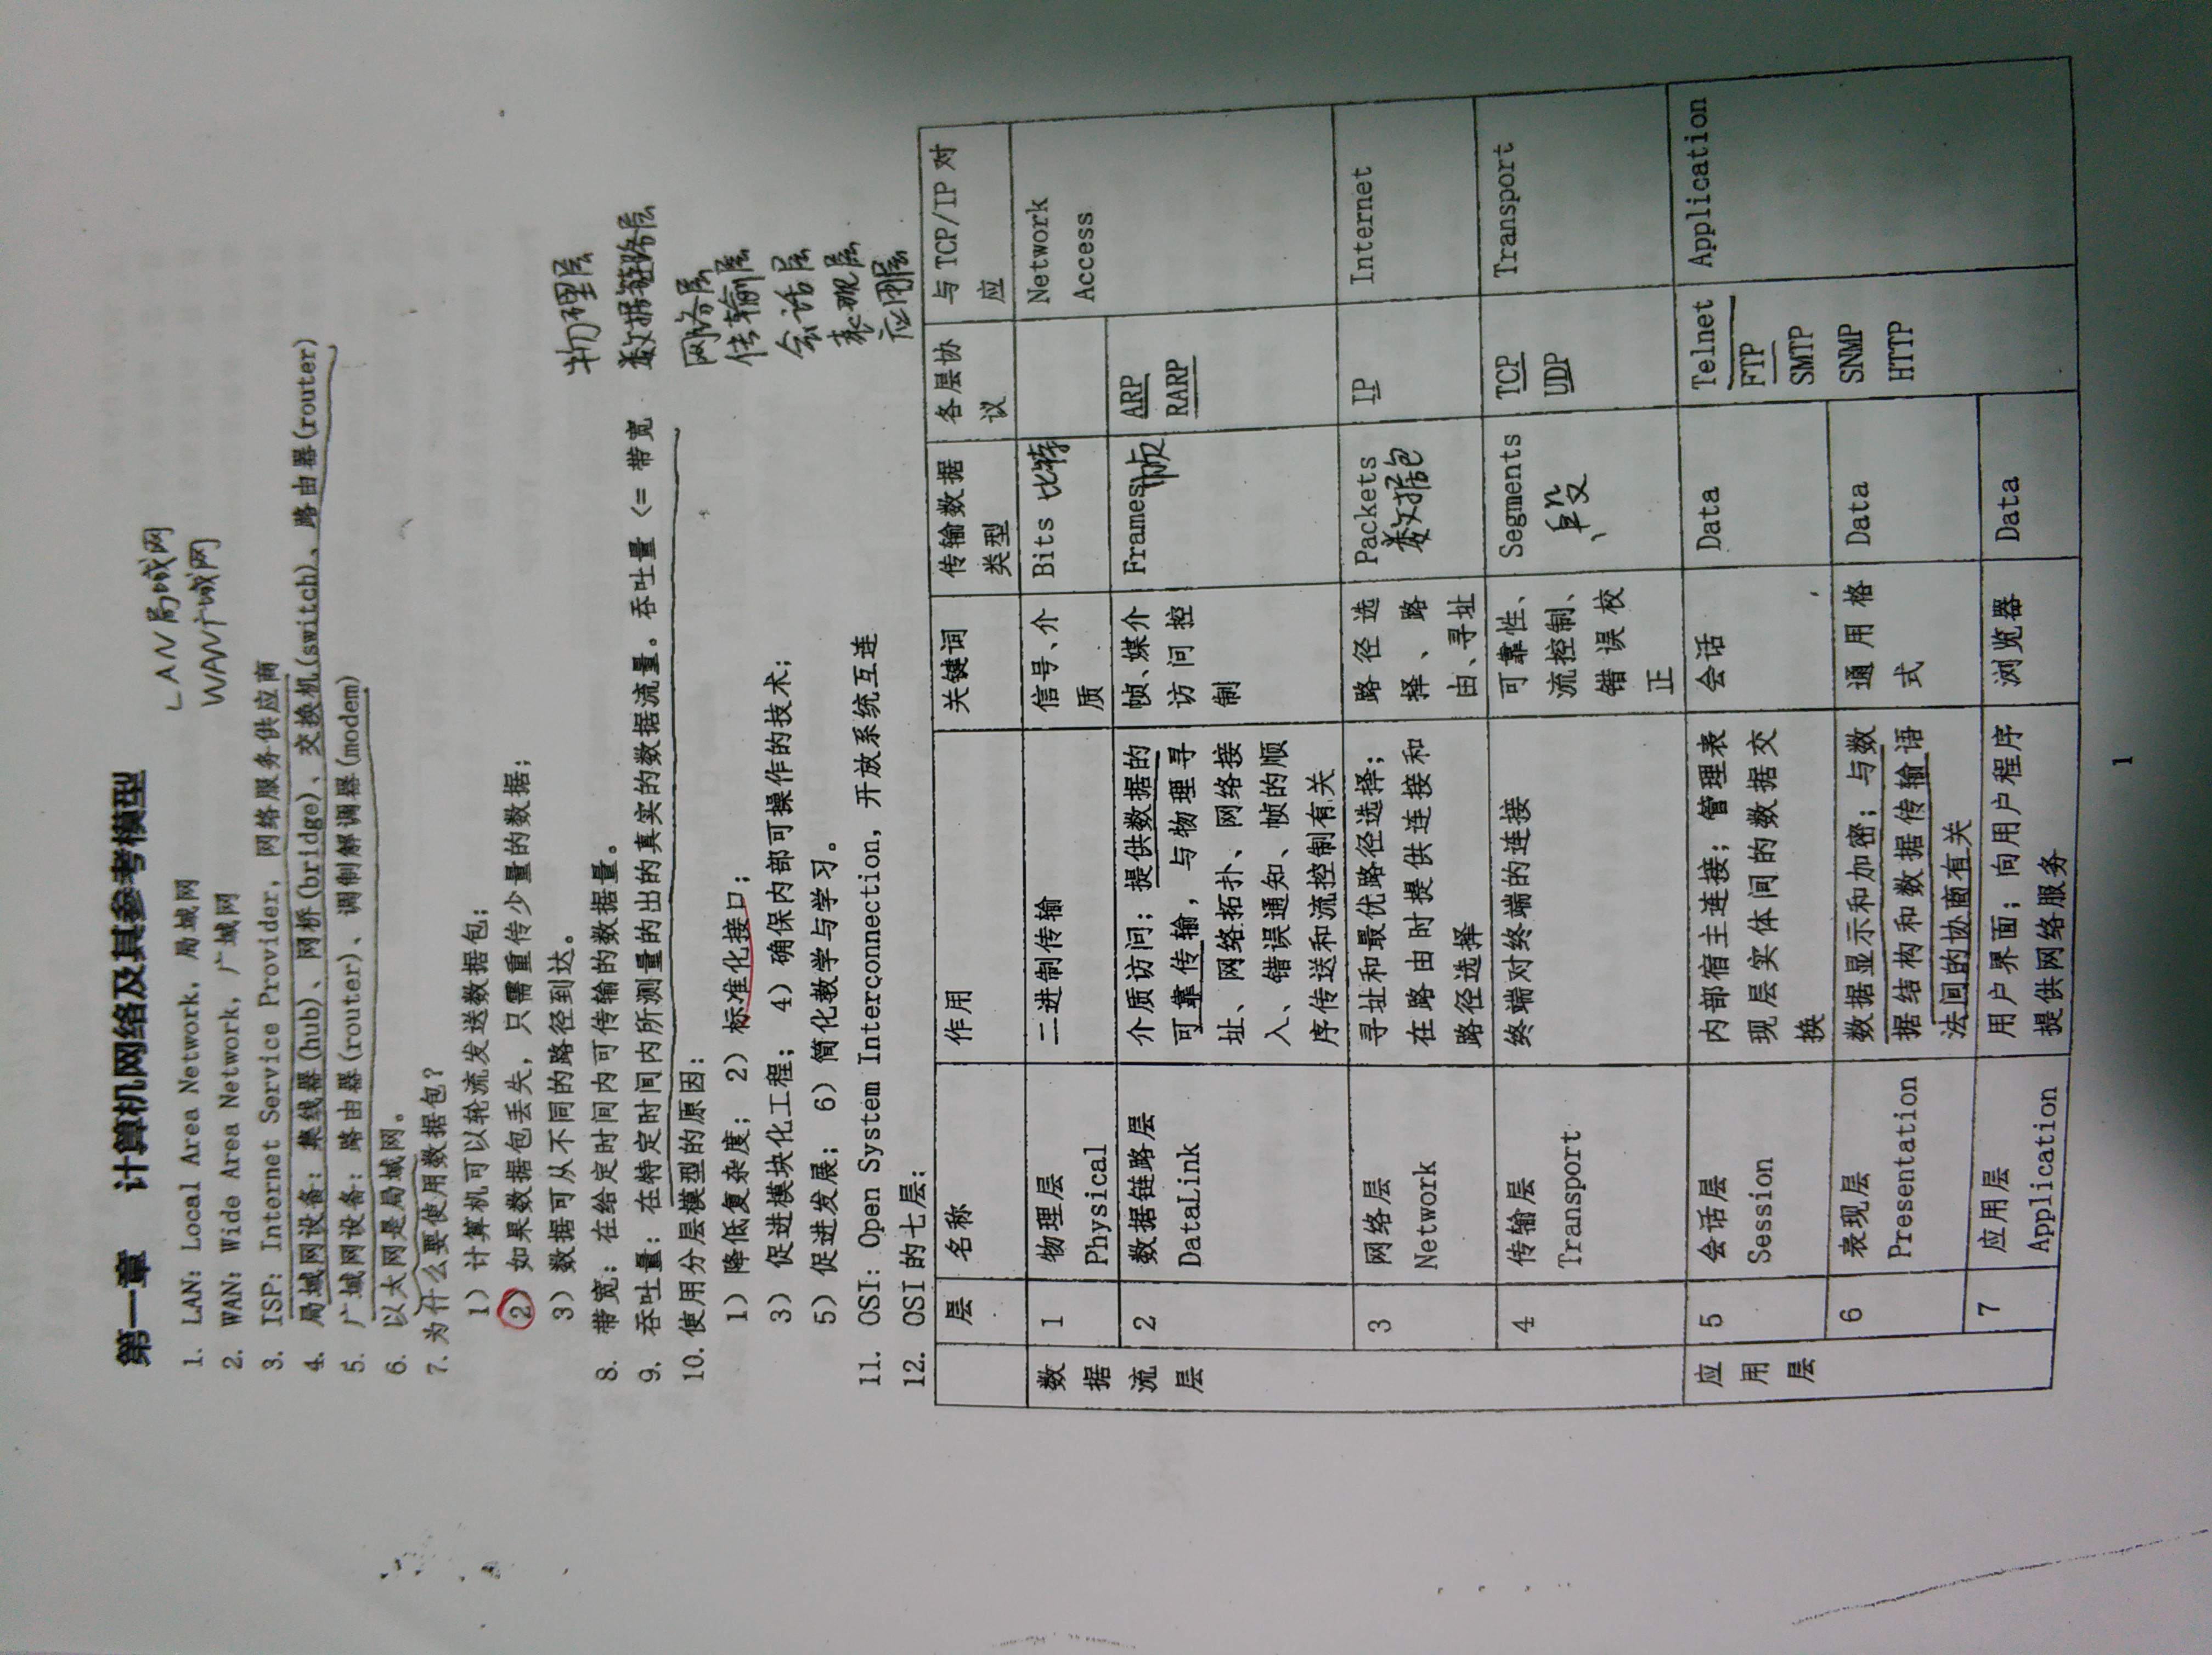 第一章 计算机网络及其参考模型
LAN局域网
WAN广域网
1. LAN: Local Area Network, 局域网
2. WAN: Wide Area Network, 广域网
3. ISP: Internet Service Provider, 网络服务供应商
4. 局域网设备: 集线器(hub)、网桥(bridge)、交换机(switch)、路由器(router)
5. 广域网设备: 路由器(router)、调制解调器(modem)
6. 以太网是局域网。
7. 为什么要使用数据包?
1) 计算机可以轮流发送数据包;
2) 如果数据包丢失, 只需重传少量的数据;
3) 数据可从不同的路径到达。
8. 带宽: 在给定时间内可传输的数据量。
9. 吞吐量: 在特定时间内所测量的出的真实的数据流量。吞吐量 <= 带宽
10. 使用分层模型的原因:
1) 降低复杂度; 2) 标准化接口;
3) 促进模块化工程; 4) 确保内部可操作的技术;
5) 促进发展; 6) 简化教学与学习。
11. OSI: Open System Interconnection, 开放系统互连
12. OSI 的七层:
物理层
数据链路层
网络层
传输层
会话层
表现层
应用层
层 名称 作用 关键词 传输数据 各层协 与 TCP/IP 对
类型 议 应
数 1 物理层 二进制传输 信号、介 Bits 比特 Network
据 Physical 质 Access
流 2 数据链路层 介质访问; 提供数据的 帧、媒介 Frames 帧 ARP
层 DataLink 可靠传输, 与物理寻 访问控 RARP
址、网络拓扑、网络接 制
入、错误通知、帧的顺
序传送和流控制有关
3 网络层 寻址和最优路径选择; 路径选 Packets IP Internet
Network 在路由时提供连接和 择、路 数据包
路径选择 由、寻址
4 传输层 终端对终端的连接 可靠性、 Segments TCP Transport
Transport 流控制、 段 UDP
错误校
正
应 5 会话层 内部宿主连接; 管理表 会话 Data Telnet Application
用 Session 现层实体间的数据交 FTP
层 换 SMTP
6 表现层 数据显示和加密; 与数 通用格 Data SNMP
Presentation 据结构和数据传输语 式 HTTP
法间的协商有关
7 应用层 用户界面; 向用户程序 浏览器 Data
Application 提供网络服务
1